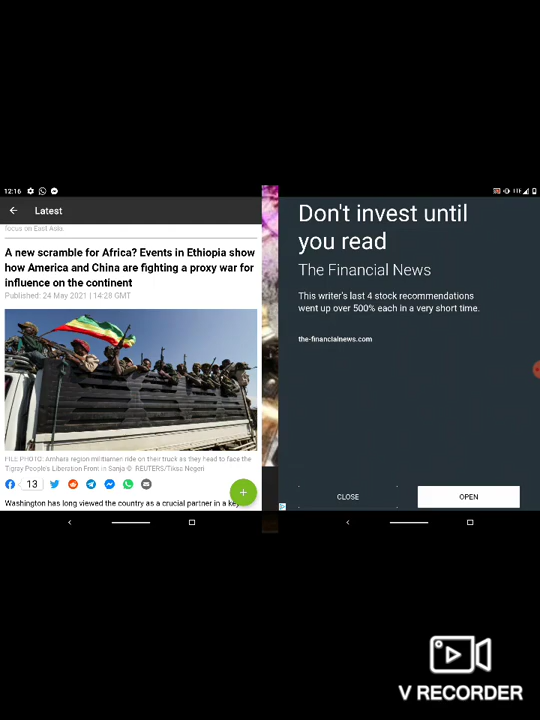 12:16
Latest
focus on East Asia.
A new scramble for Africa? Events in Ethiopia show
how America and China are fighting a proxy war for
influence on the continent
Published: 24 May 2021 | 14:28 GMT
FILE PHOTO: Amhara region militiamen ride on their truck as they head to face the
Tigray People's Liberation Front in Sanja © REUTERS/Tiksa Negeri
13
Washington has long viewed the country as a crucial partner in a key
Don't invest until
you read
The Financial News
This writer's last 4 stock recommendations
went up over 500% each in a very short time.
the-financialnews.com
CLOSE
OPEN
V RECORDER